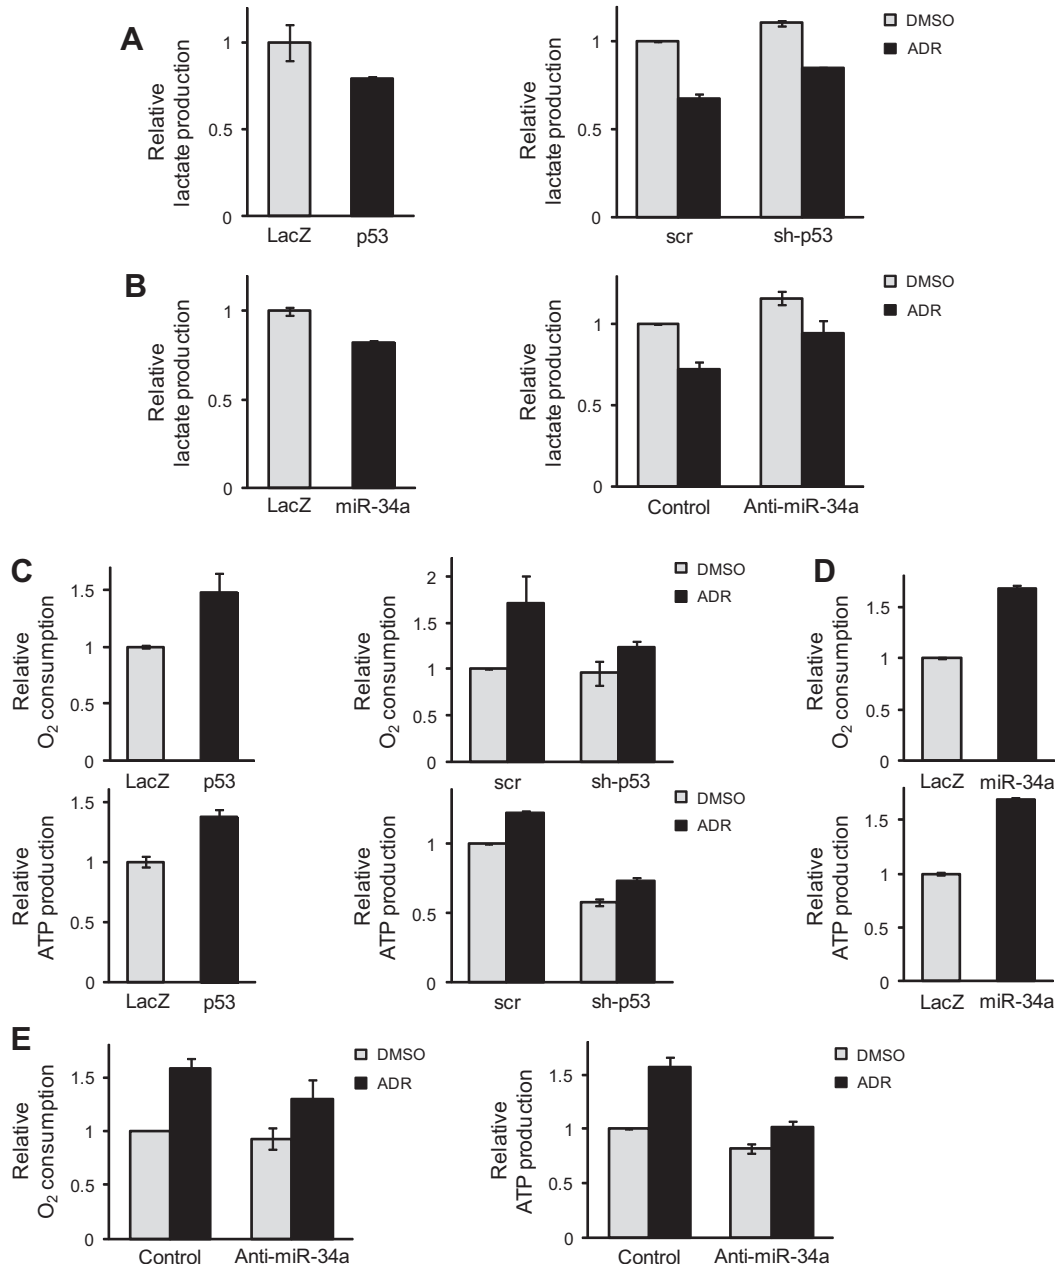 A
Relative
lactate production
1
0.5
0
LacZ p53
Relative
lactate production
1
0.5
0
scr sh-p53
DMSO
ADR
B
Relative
lactate production
1
0.5
0
LacZ miR-34a
Relative
lactate production
1
0.5
0
Control Anti-miR-34a
DMSO
ADR
C
Relative
O2 consumption
1.5
1
0.5
0
LacZ p53
Relative
O2 consumption
2
1.5
1
0.5
0
scr sh-p53
DMSO
ADR
D
Relative
O2 consumption
1.5
1
0.5
0
LacZ miR-34a
Relative
ATP production
1.5
1
0.5
0
LacZ p53
Relative
ATP production
1
0.5
0
scr sh-p53
DMSO
ADR
Relative
ATP production
1.5
1
0.5
0
LacZ miR-34a
E
Relative
O2 consumption
1.5
1
0.5
0
Control Anti-miR-34a
DMSO
ADR
Relative
ATP production
1.5
1
0.5
0
Control Anti-miR-34a
DMSO
ADR